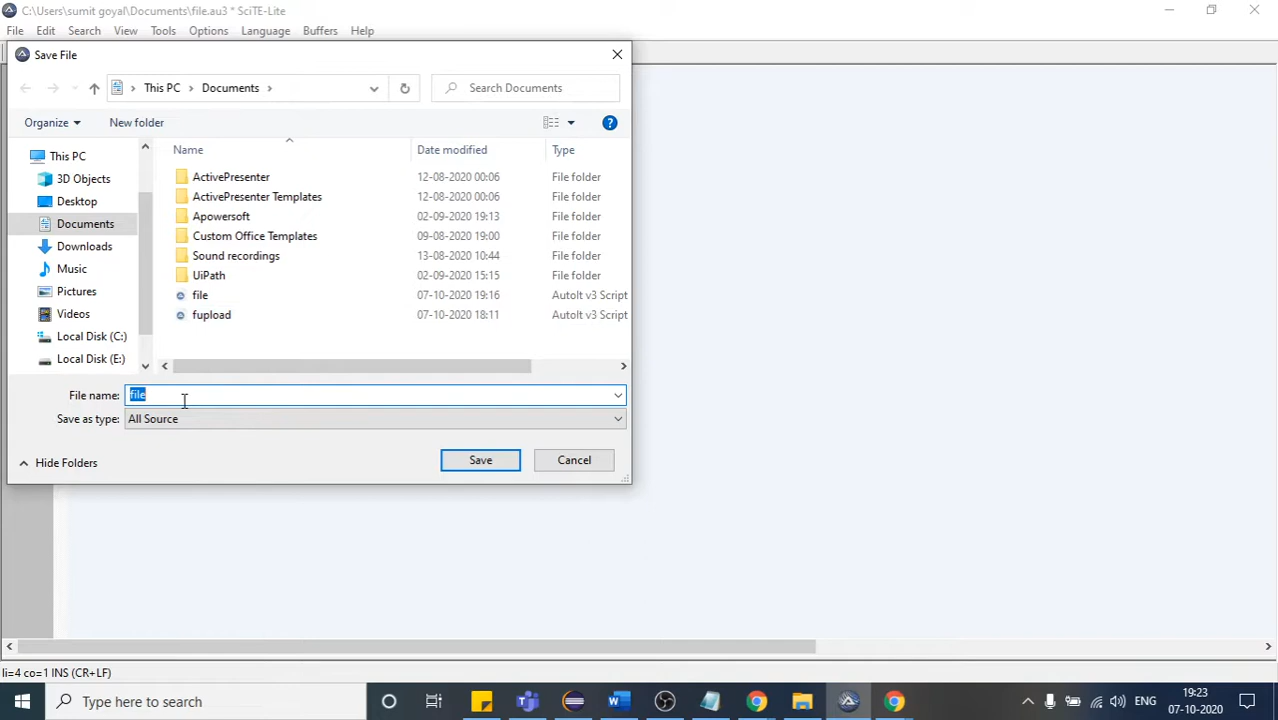 C:\Users\sumit goyal\Documents\file.au3 * SciTE-Lite
File Edit Search View Tools Options Language Buffers Help
Save File
This PC Documents
Search Documents
Organize New folder
Name Date modified Type
This PC
3D Objects
Desktop
Documents
Downloads
Music
Pictures
Videos
Local Disk (C:)
Local Disk (E:)
ActivePresenter 12-08-2020 00:06 File folder
ActivePresenter Templates 12-08-2020 00:06 File folder
Apowersoft 02-09-2020 19:13 File folder
Custom Office Templates 09-08-2020 19:00 File folder
Sound recordings 13-08-2020 10:44 File folder
UiPath 02-09-2020 15:15 File folder
file 07-10-2020 19:16 AutoIt v3 Script
fupload 07-10-2020 18:11 AutoIt v3 Script
File name: file
Save as type: All Source
Hide Folders
Save Cancel
li=4 co=1 INS (CR+LF)
Type here to search
ENG
19:23
07-10-2020